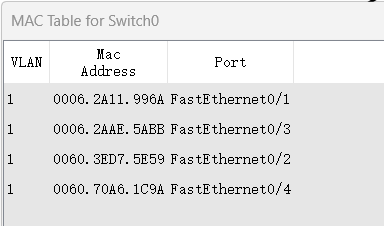 MAC Table for Switch0
VLAN Mac Address Port
1 0006.2A11.996A FastEthernet0/1
1 0006.2AAE.5ABB FastEthernet0/3
1 0060.3ED7.5E59 FastEthernet0/2
1 0060.70A6.1C9A FastEthernet0/4